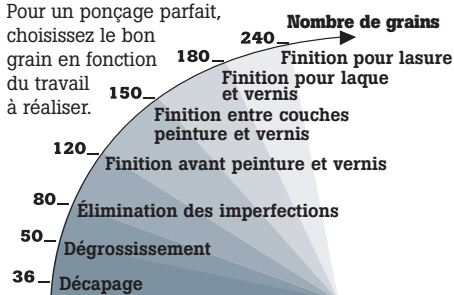 Pour un ponçage parfait,
choisissez le bon
grain en fonction
du travail
à réaliser.
Nombre de grains
240
Finition pour lasure
180
Finition pour laque
et vernis
150
Finition entre couches
peinture et vernis
120
Finition avant peinture et vernis
80
Élimination des imperfections
50
Dégrossissement
36
Décapage